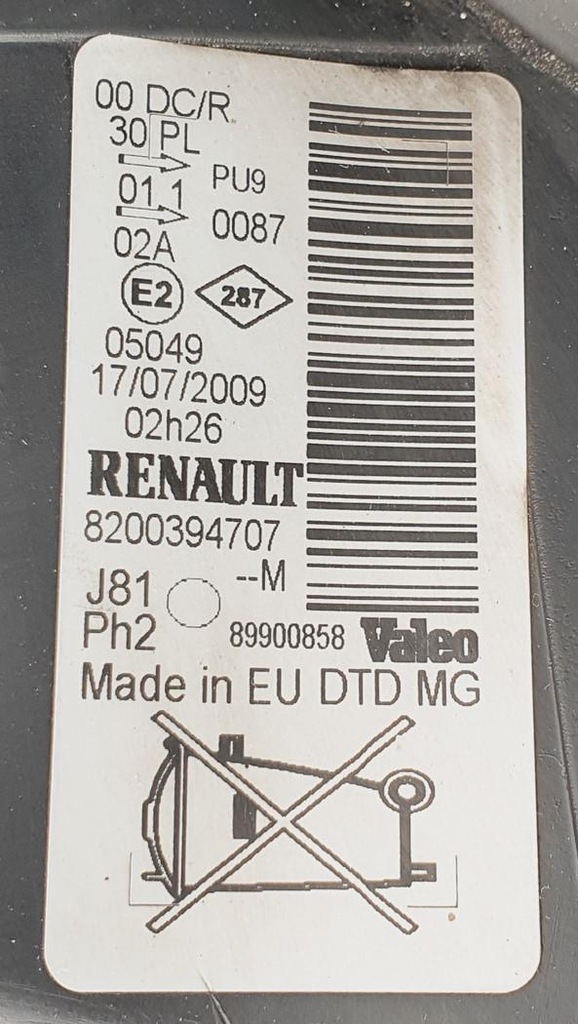 00 DC/R
30 PL
01 1
PU9
02A
0087
E2
287
05049
17/07/2009
02h26
RENAULT
8200394707
J81
--M
Ph2
89900858
Valeo
Made in EU DTD MG